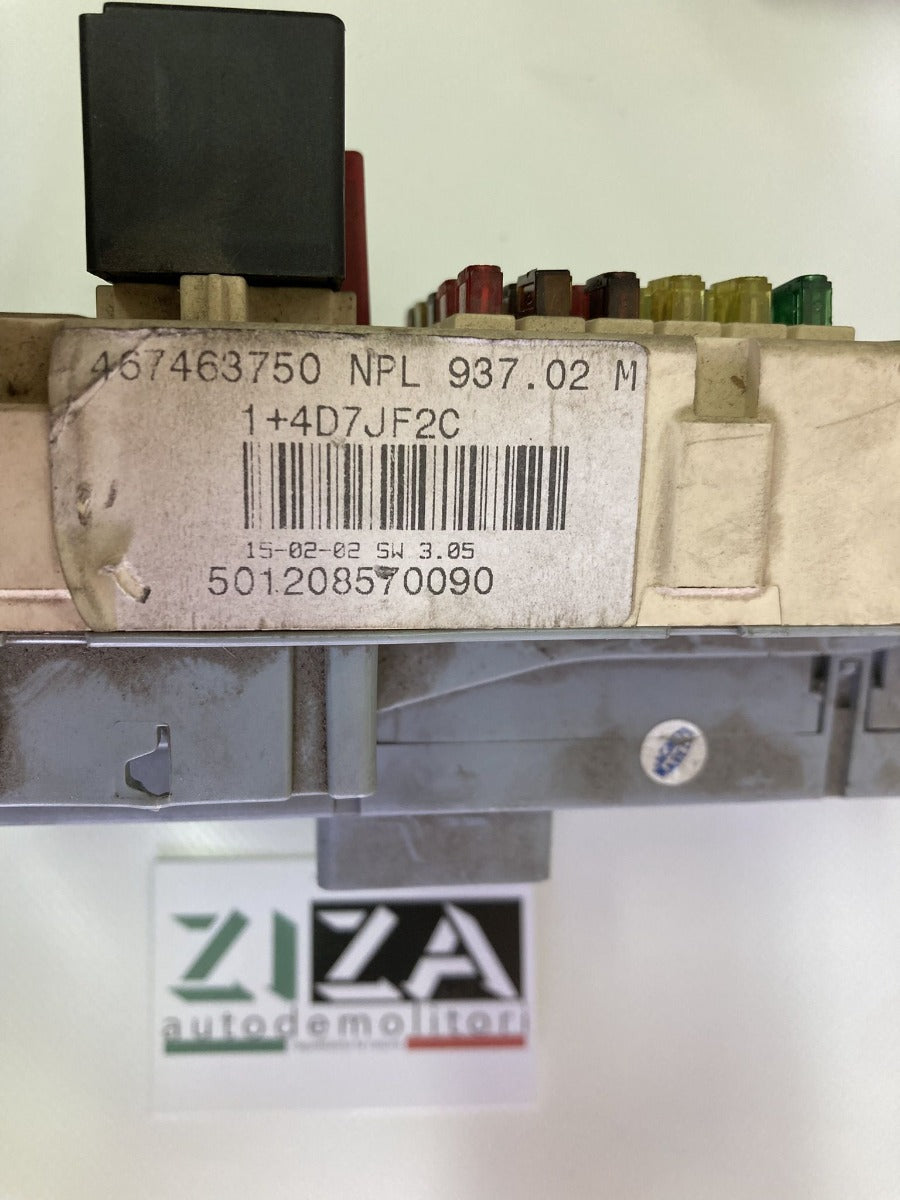 467463750 NPL 937.02 M
1+4D7JF2C
15-02-02 SW 3.05
501208570090
ZIZA
autodemolitori